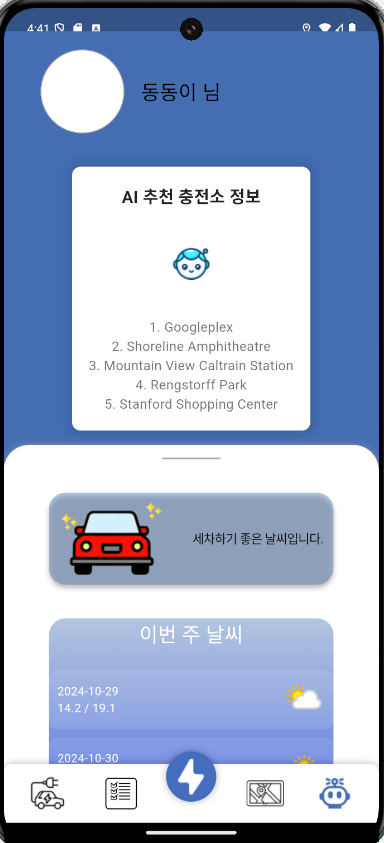 4:41
동동이 님
AI 추천 충전소 정보
1. Googleplex
2. Shoreline Amphitheatre
3. Mountain View Caltrain Station
4. Rengstorff Park
5. Stanford Shopping Center
세차하기 좋은 날씨입니다.
이번 주 날씨
2024-10-29
14.2 / 19.1
2024-10-30